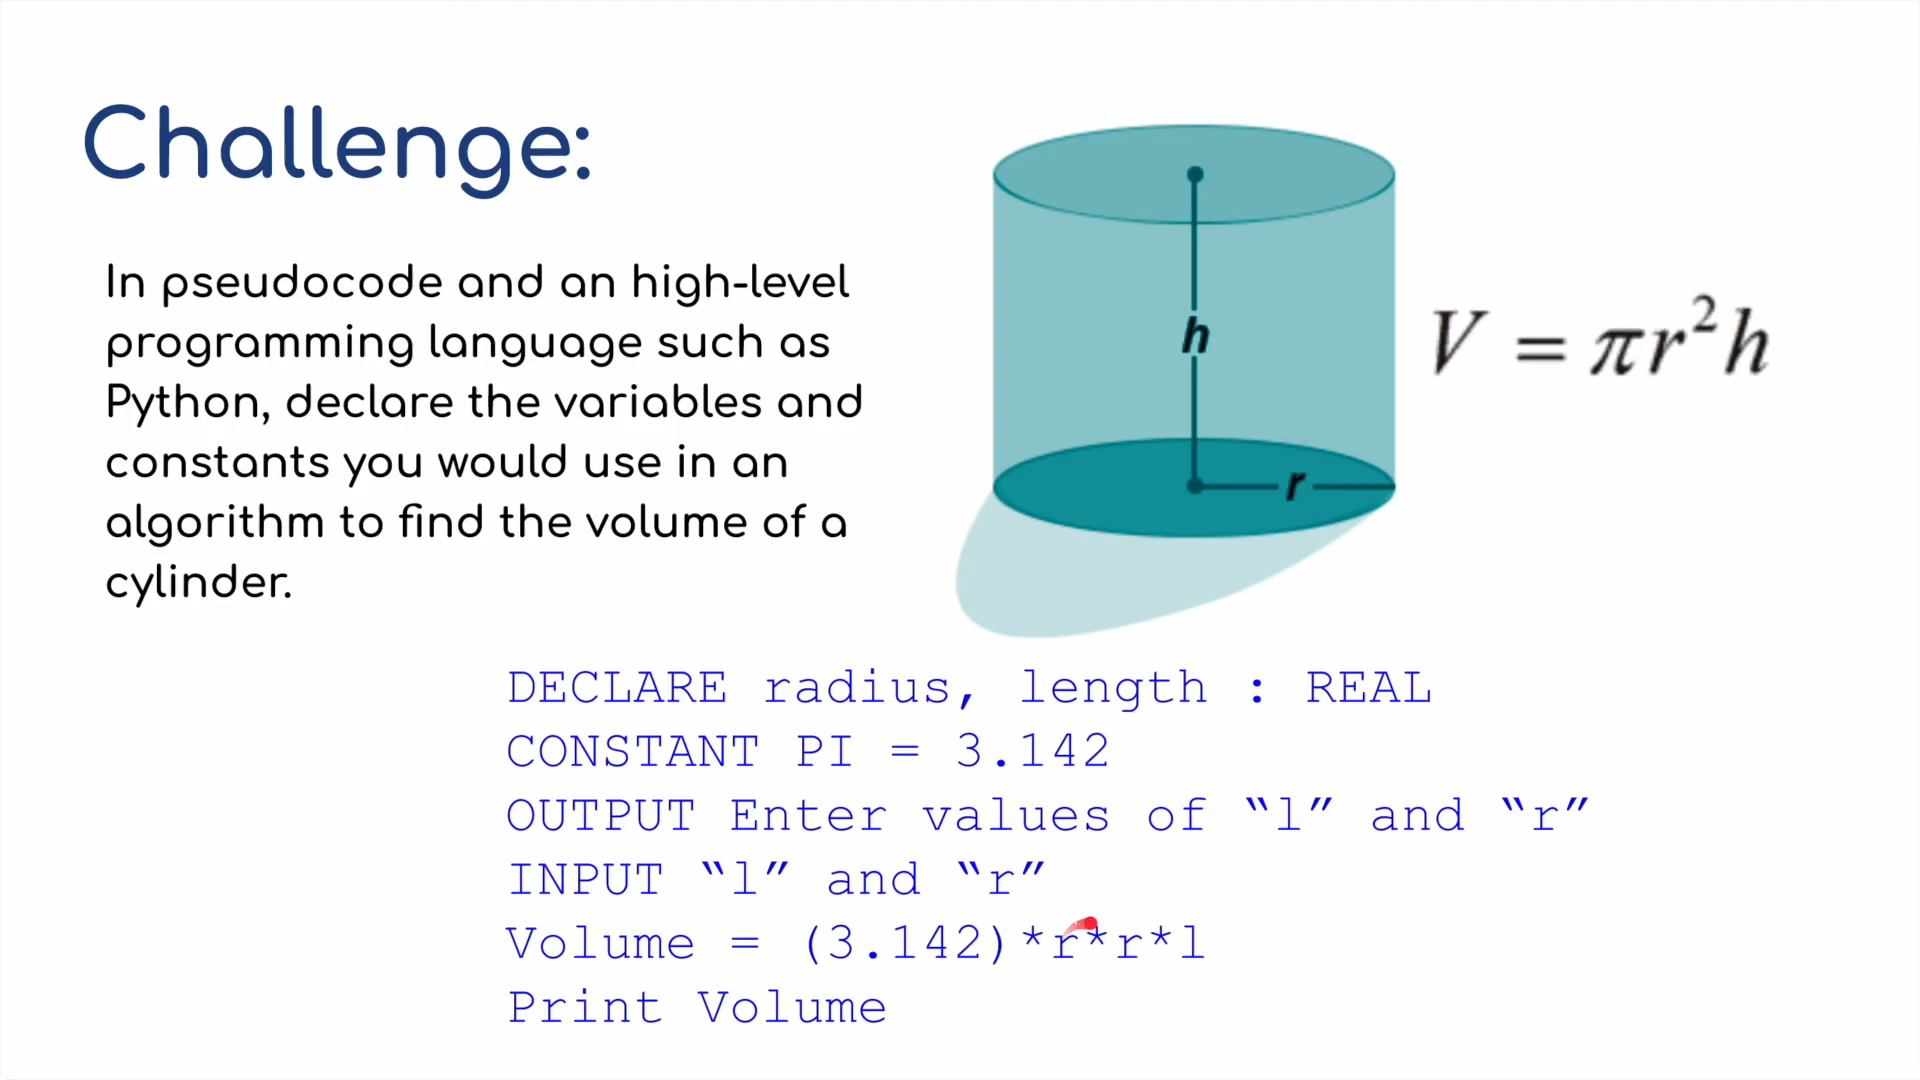 Challenge:
In pseudocode and an high-level
programming language such as
Python, declare the variables and
constants you would use in an
algorithm to find the volume of a
cylinder.
h
r
V = πr²h
DECLARE radius, length : REAL
CONSTANT PI = 3.142
OUTPUT Enter values of “l” and “r”
INPUT “l” and “r”
Volume = (3.142)*r*r*l
Print Volume